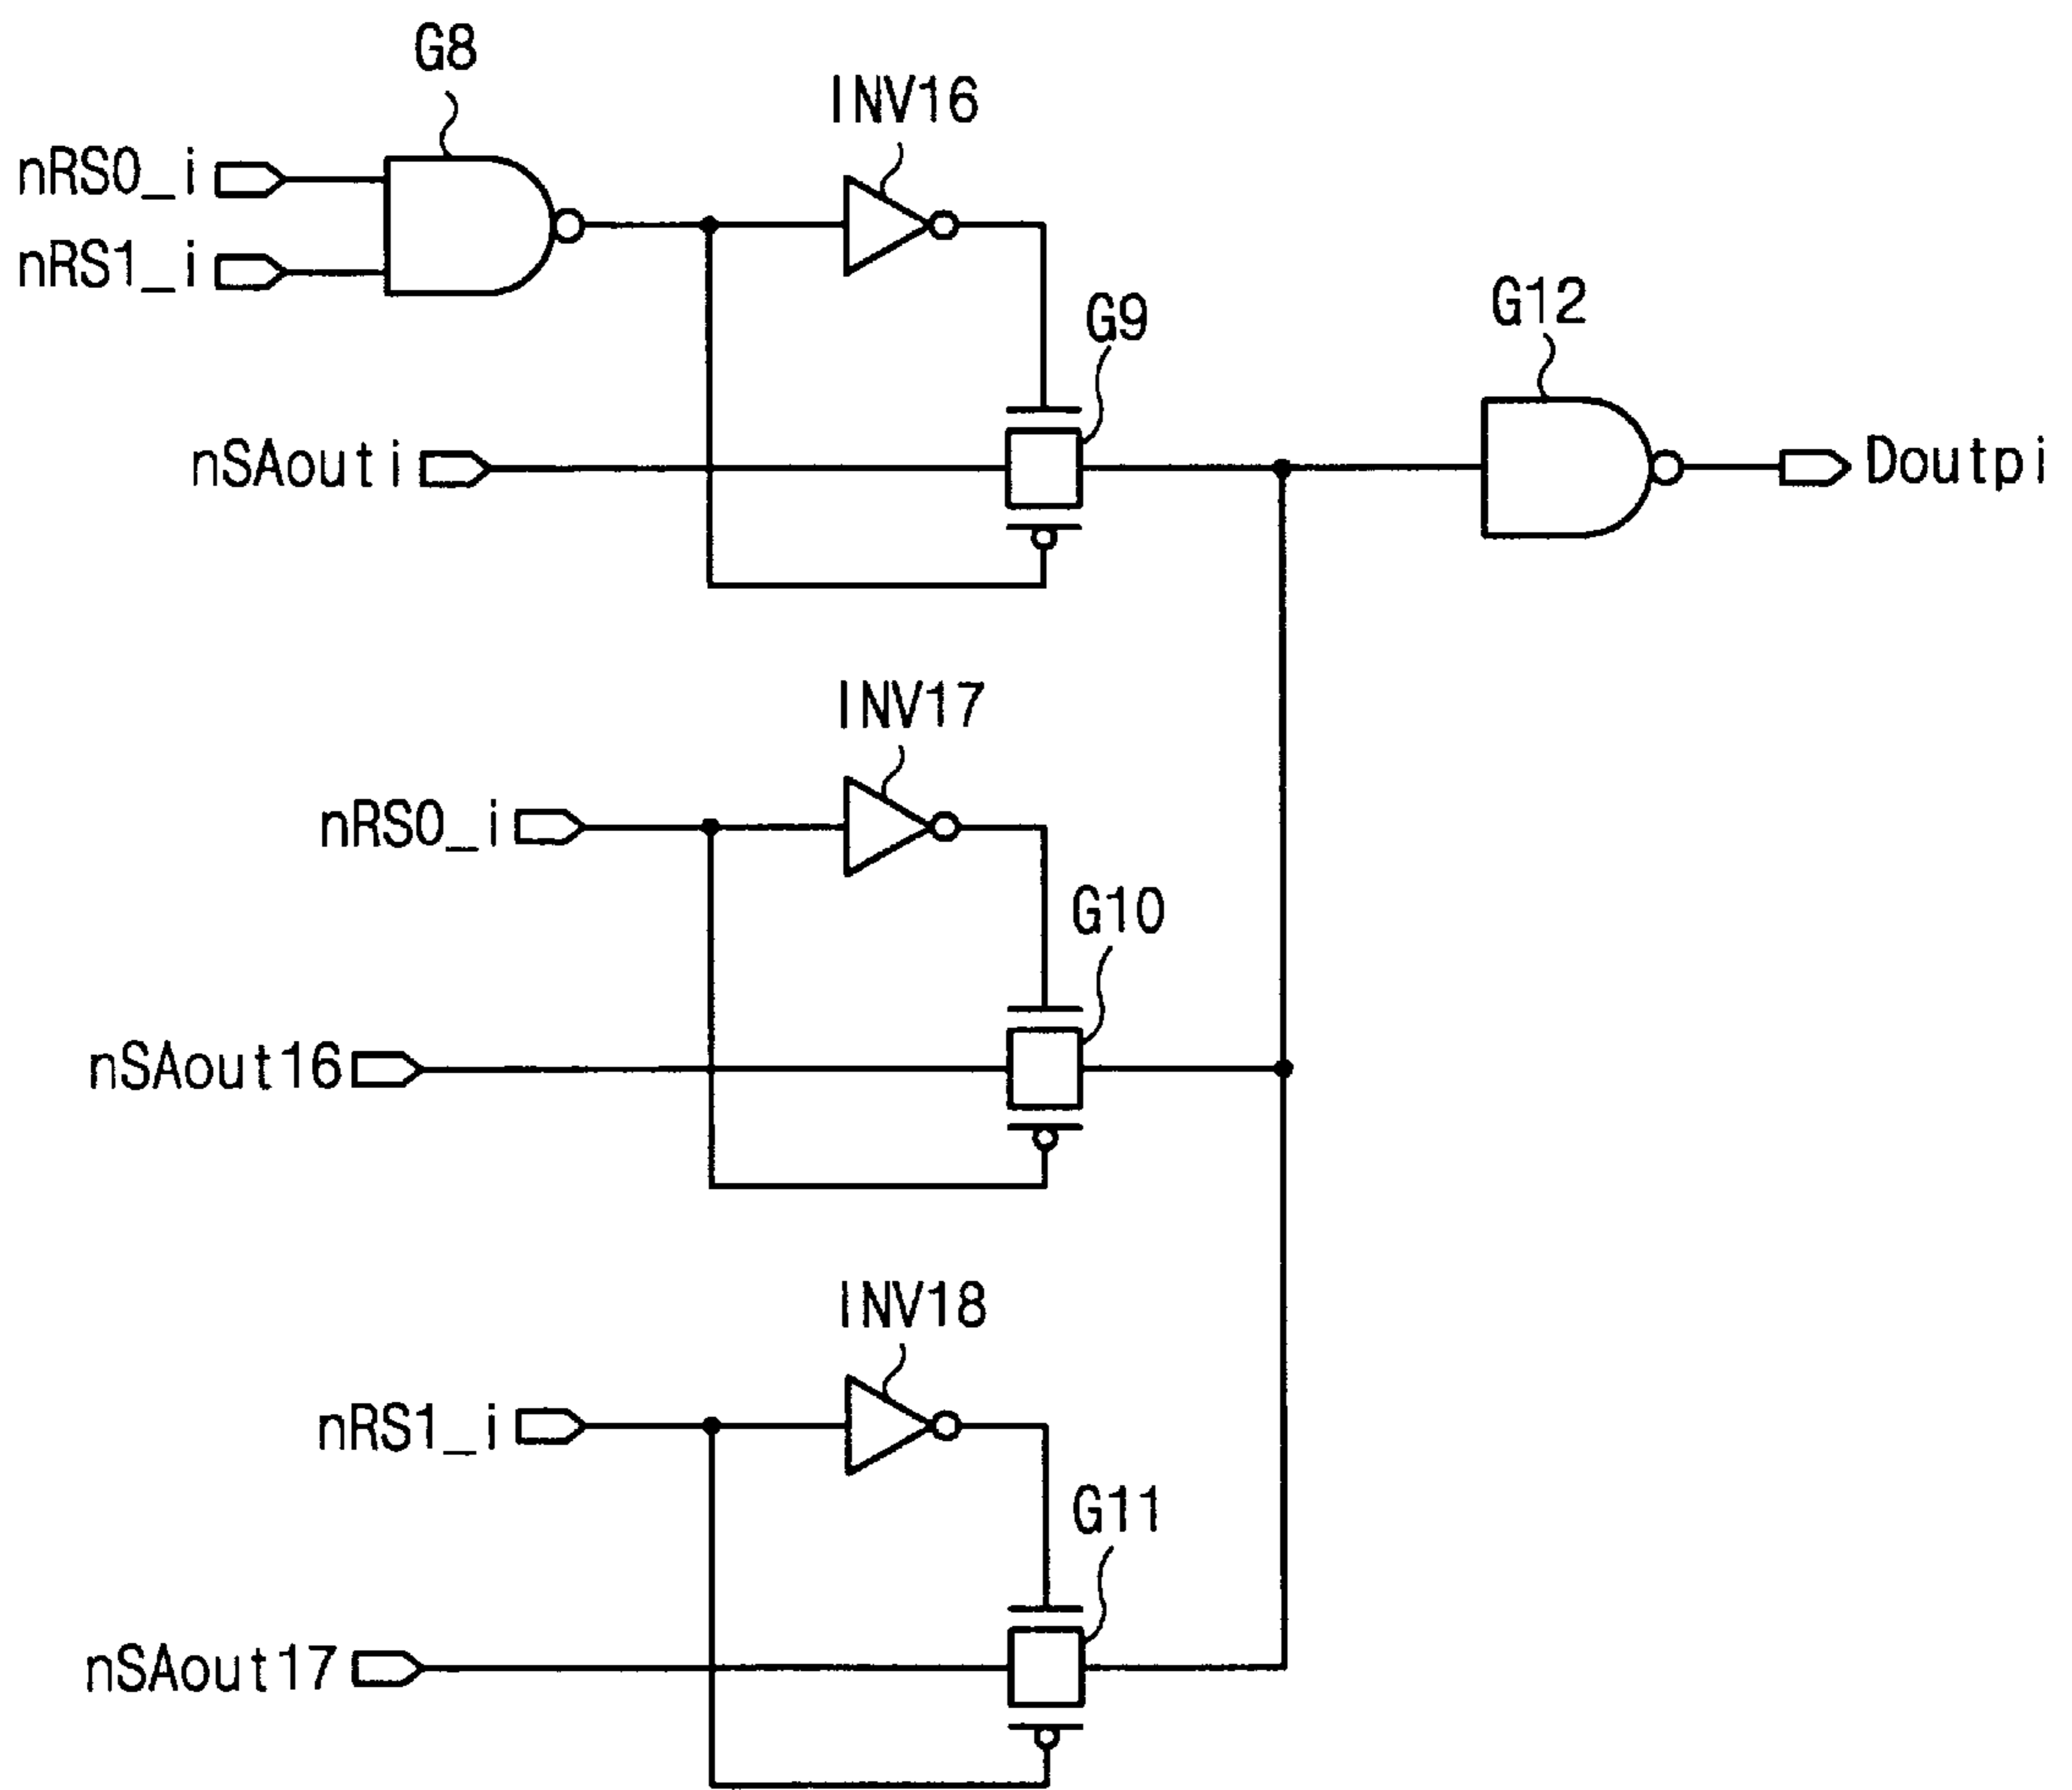 G8
INV16
nRS0_i
nRS1_i
G9
G12
nSAouti
Doutpi
INV17
nRS0_i
G10
nSAout16
INV18
nRS1_i
G11
nSAout17